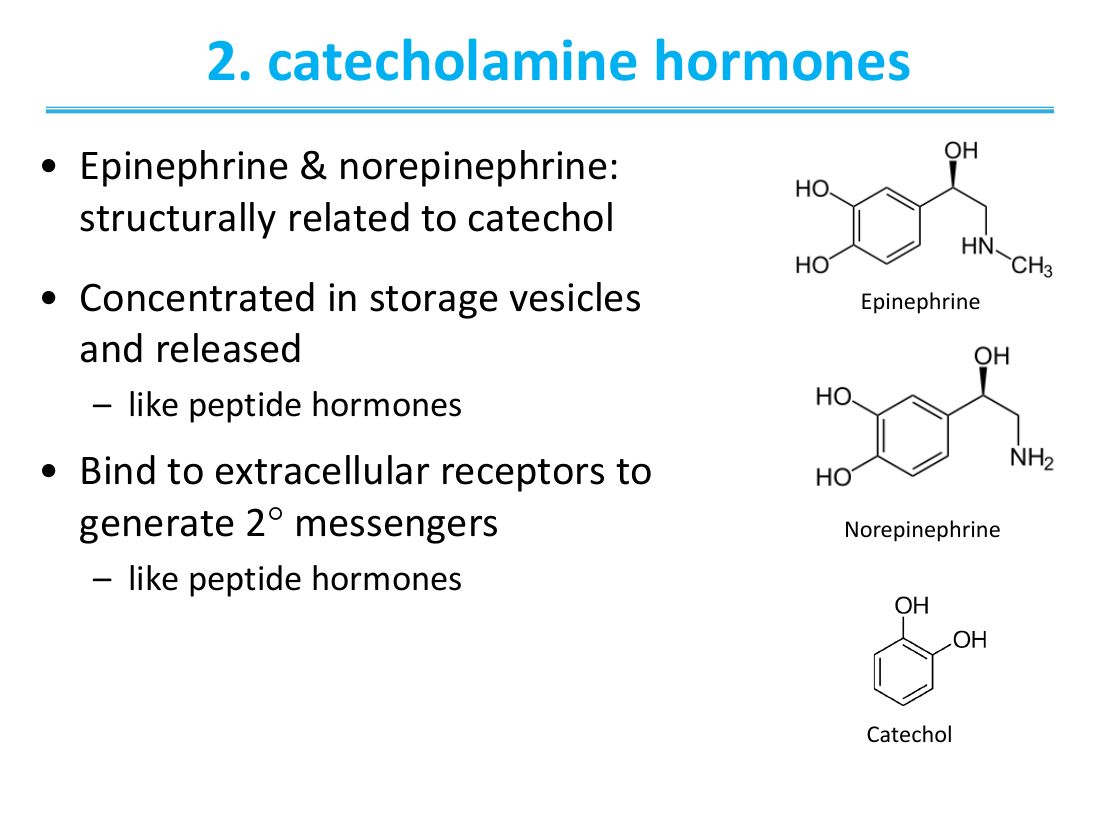 2. catecholamine hormones
• Epinephrine & norepinephrine:
structurally related to catechol
• Concentrated in storage vesicles
and released
– like peptide hormones
• Bind to extracellular receptors to
generate 2° messengers
– like peptide hormones
OH
HO
HO
HN
CH₃
Epinephrine
OH
HO
HO
NH₂
Norepinephrine
OH
OH
Catechol